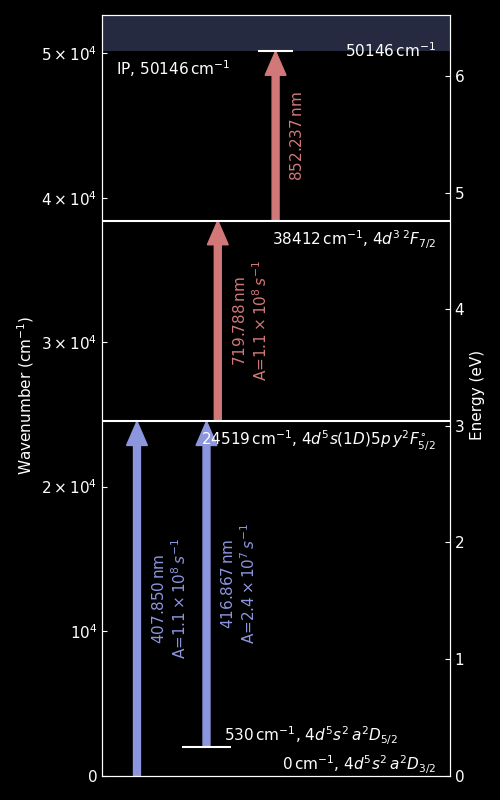 50146 cm⁻¹
IP, 50146 cm⁻¹
852.237 nm
38412 cm⁻¹, 4d³ ²F₇/₂
719.788 nm
A=1.1 × 10⁸ s⁻¹
24519 cm⁻¹, 4d⁵s(1D)5p y²F°₅/₂
407.850 nm
A=1.1 × 10⁸ s⁻¹
416.867 nm
A=2.4 × 10⁷ s⁻¹
530 cm⁻¹, 4d⁵s² a²D₅/₂
0 cm⁻¹, 4d⁵s² a²D₃/₂
Wavenumber (cm⁻¹)
5 × 10⁴
4 × 10⁴
3 × 10⁴
2 × 10⁴
10⁴
0
Energy (eV)
6
5
4
3
2
1
0